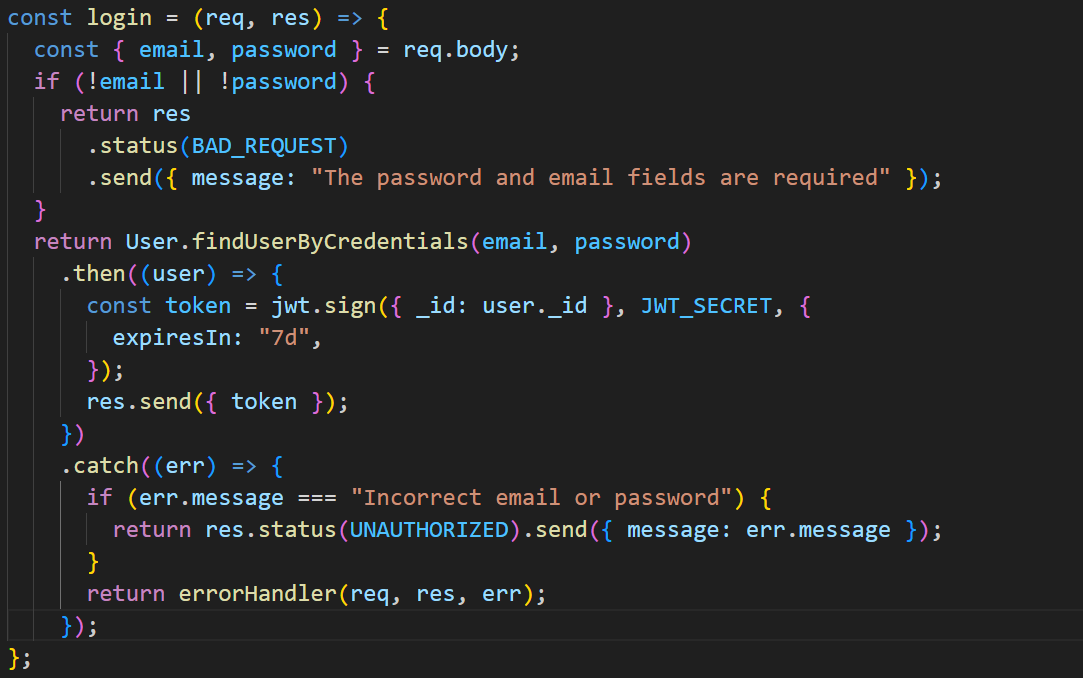 const login = (req, res) => {
  const { email, password } = req.body;
  if (!email || !password) {
    return res
      .status(BAD_REQUEST)
      .send({ message: "The password and email fields are required" });
  }
  return User.findUserByCredentials(email, password)
    .then((user) => {
      const token = jwt.sign({ _id: user._id }, JWT_SECRET, {
        expiresIn: "7d",
      });
      res.send({ token });
    })
    .catch((err) => {
      if (err.message === "Incorrect email or password") {
        return res.status(UNAUTHORIZED).send({ message: err.message });
      }
      return errorHandler(req, res, err);
    });
};